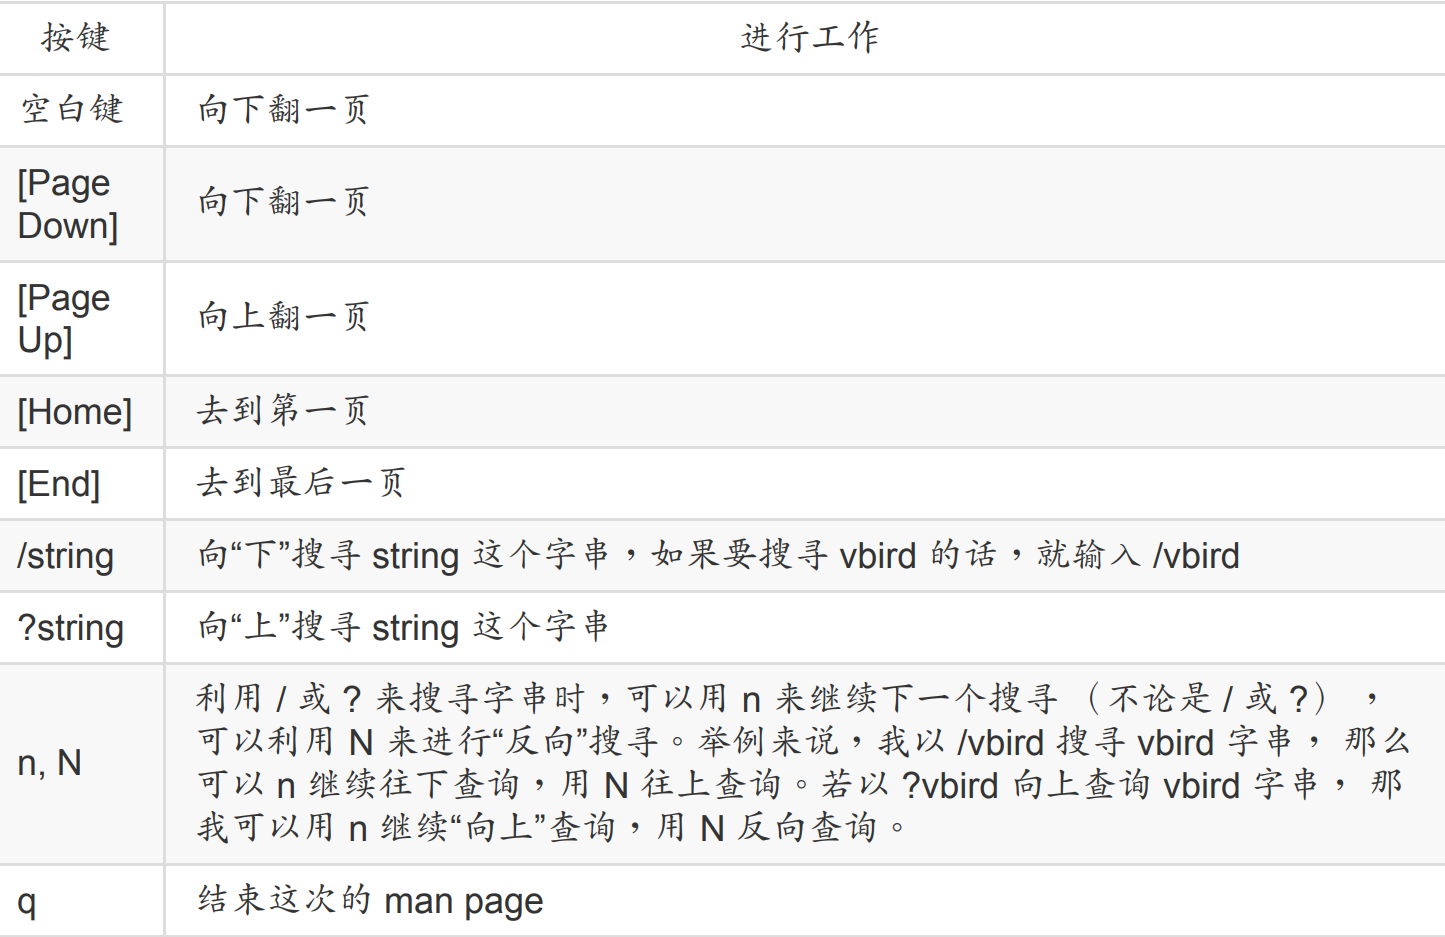 按键 进行工作
空白键 向下翻一页
[Page
Down] 向下翻一页
[Page
Up] 向上翻一页
[Home] 去到第一页
[End] 去到最后一页
/string 向“下”搜寻 string 这个字串，如果要搜寻 vbird 的话，就输入 /vbird
?string 向“上”搜寻 string 这个字串
n, N
利用 / 或 ? 来搜寻字串时，可以用 n 来继续下一个搜寻 （不论是 / 或 ?） ，
可以利用 N 来进行“反向”搜寻。举例来说，我以 /vbird 搜寻 vbird 字串， 那么
可以 n 继续往下查询，用 N 往上查询。若以 ?vbird 向上查询 vbird 字串， 那
我可以用 n 继续“向上”查询，用 N 反向查询。
q 结束这次的 man page